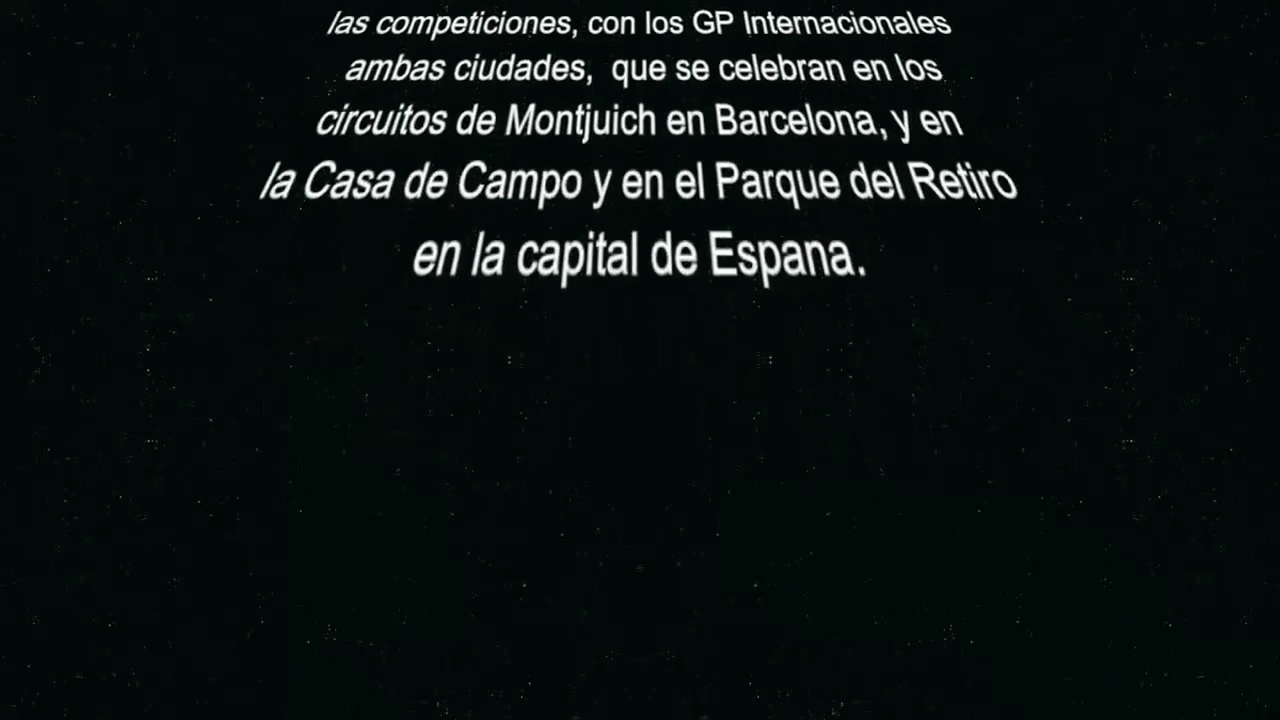 las competiciones, con los GP Internacionales
ambas ciudades, que se celebran en los
circuitos de Montjuich en Barcelona, y en
la Casa de Campo y en el Parque del Retiro
en la capital de Espana.